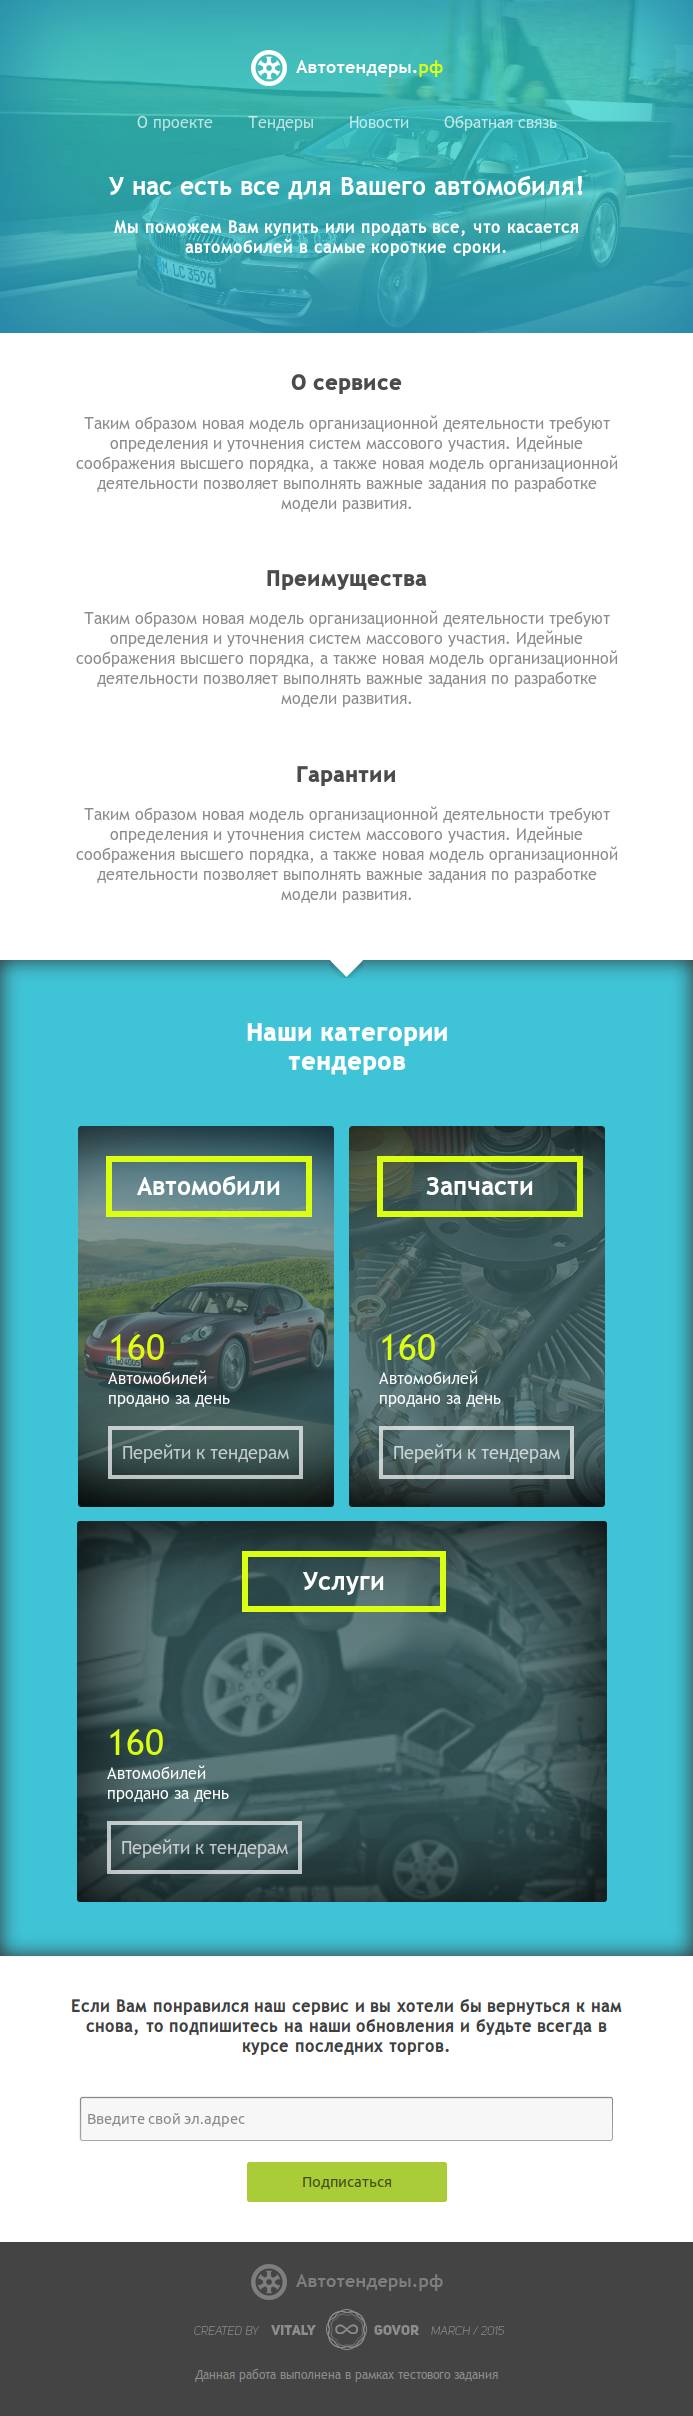 Автотендеры.рф
О проекте Тендеры Новости Обратная связь
У нас есть все для Вашего автомобиля!
Мы поможем Вам купить или продать все, что касается
автомобилей в самые короткие сроки.
M LC 3596
О сервисе
Таким образом новая модель организационной деятельности требуют
определения и уточнения систем массового участия. Идейные
соображения высшего порядка, а также новая модель организационной
деятельности позволяет выполнять важные задания по разработке
модели развития.
Преимущества
Таким образом новая модель организационной деятельности требуют
определения и уточнения систем массового участия. Идейные
соображения высшего порядка, а также новая модель организационной
деятельности позволяет выполнять важные задания по разработке
модели развития.
Гарантии
Таким образом новая модель организационной деятельности требуют
определения и уточнения систем массового участия. Идейные
соображения высшего порядка, а также новая модель организационной
деятельности позволяет выполнять важные задания по разработке
модели развития.
Наши категории
тендеров
Автомобили
160
Автомобилей
продано за день
Перейти к тендерам
Запчасти
160
Автомобилей
продано за день
Перейти к тендерам
Услуги
160
Автомобилей
продано за день
Перейти к тендерам
Если Вам понравился наш сервис и вы хотели бы вернуться к нам
снова, то подпишитесь на наши обновления и будьте всегда в
курсе последних торгов.
Введите свой эл.адрес
Подписаться
Автотендеры.рф
CREATED BY VITALY GOVOR MARCH / 2015
Данная работа выполнена в рамках тестового задания